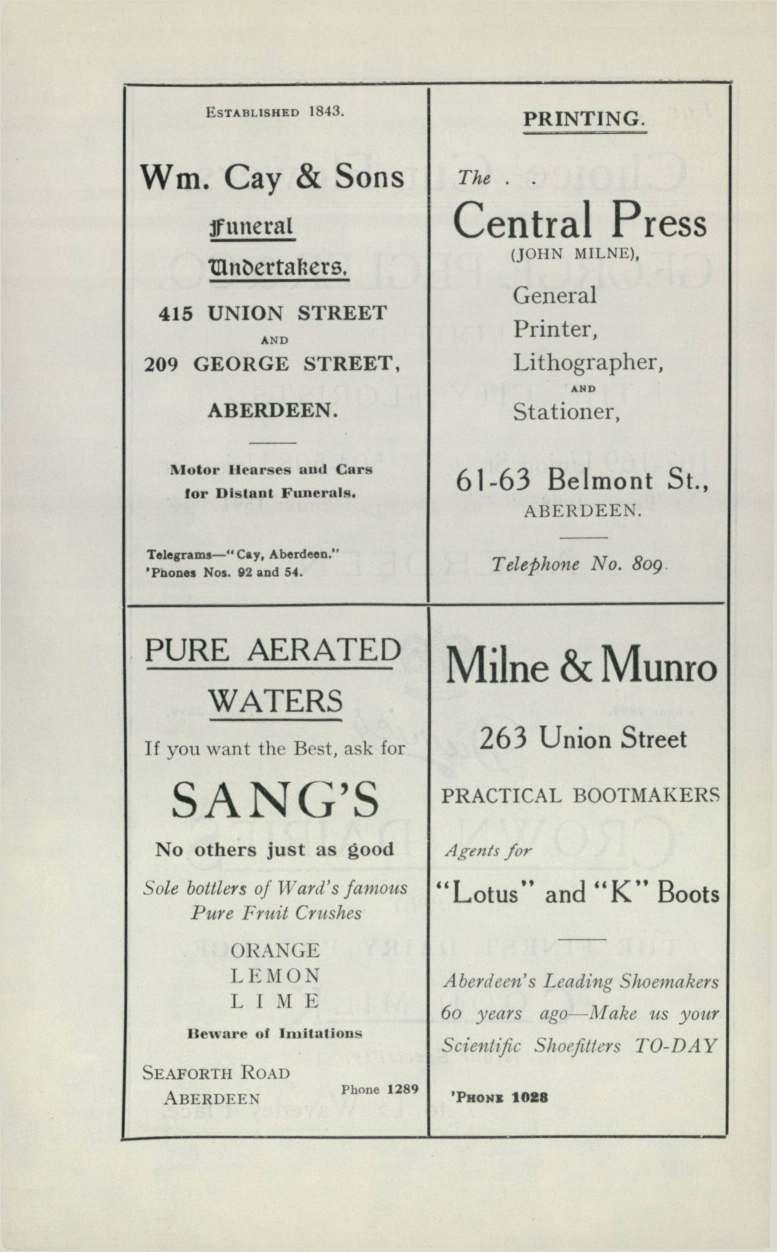 ESTABLISHED 1843.
Wm. Cay & Sons
Funeral
Undertakers,
415 UNION STREET
AND
209 GEORGE STREET,
ABERDEEN.
Motor Hearses and Cars
for Distant Funerals.
Telegrams—"Cay, Aberdeen."
'Phones Nos. 92 and 54.
PRINTING.
The . .
Central Press
(JOHN MILNE),
General
Printer,
Lithographer,
AND
Stationer,
61-63 Belmont St.,
ABERDEEN.
Telephone No. 809.
PURE AERATED
WATERS
If you want the Best, ask for
SANG'S
No others just as good
Sole bottlers of Ward's famous
Pure Fruit Crushes
ORANGE
LEMON
LIME
Beware of Imitations
SEAFORTH ROAD
ABERDEEN
Phone 1289
Milne & Munro
263 Union Street
PRACTICAL BOOTMAKERS
Agents for
"Lotus" and "K" Boots
Aberdeen's Leading Shoemakers
60 years ago—Make us your
Scientific Shoefitters TO-DAY
'PHONE 1028